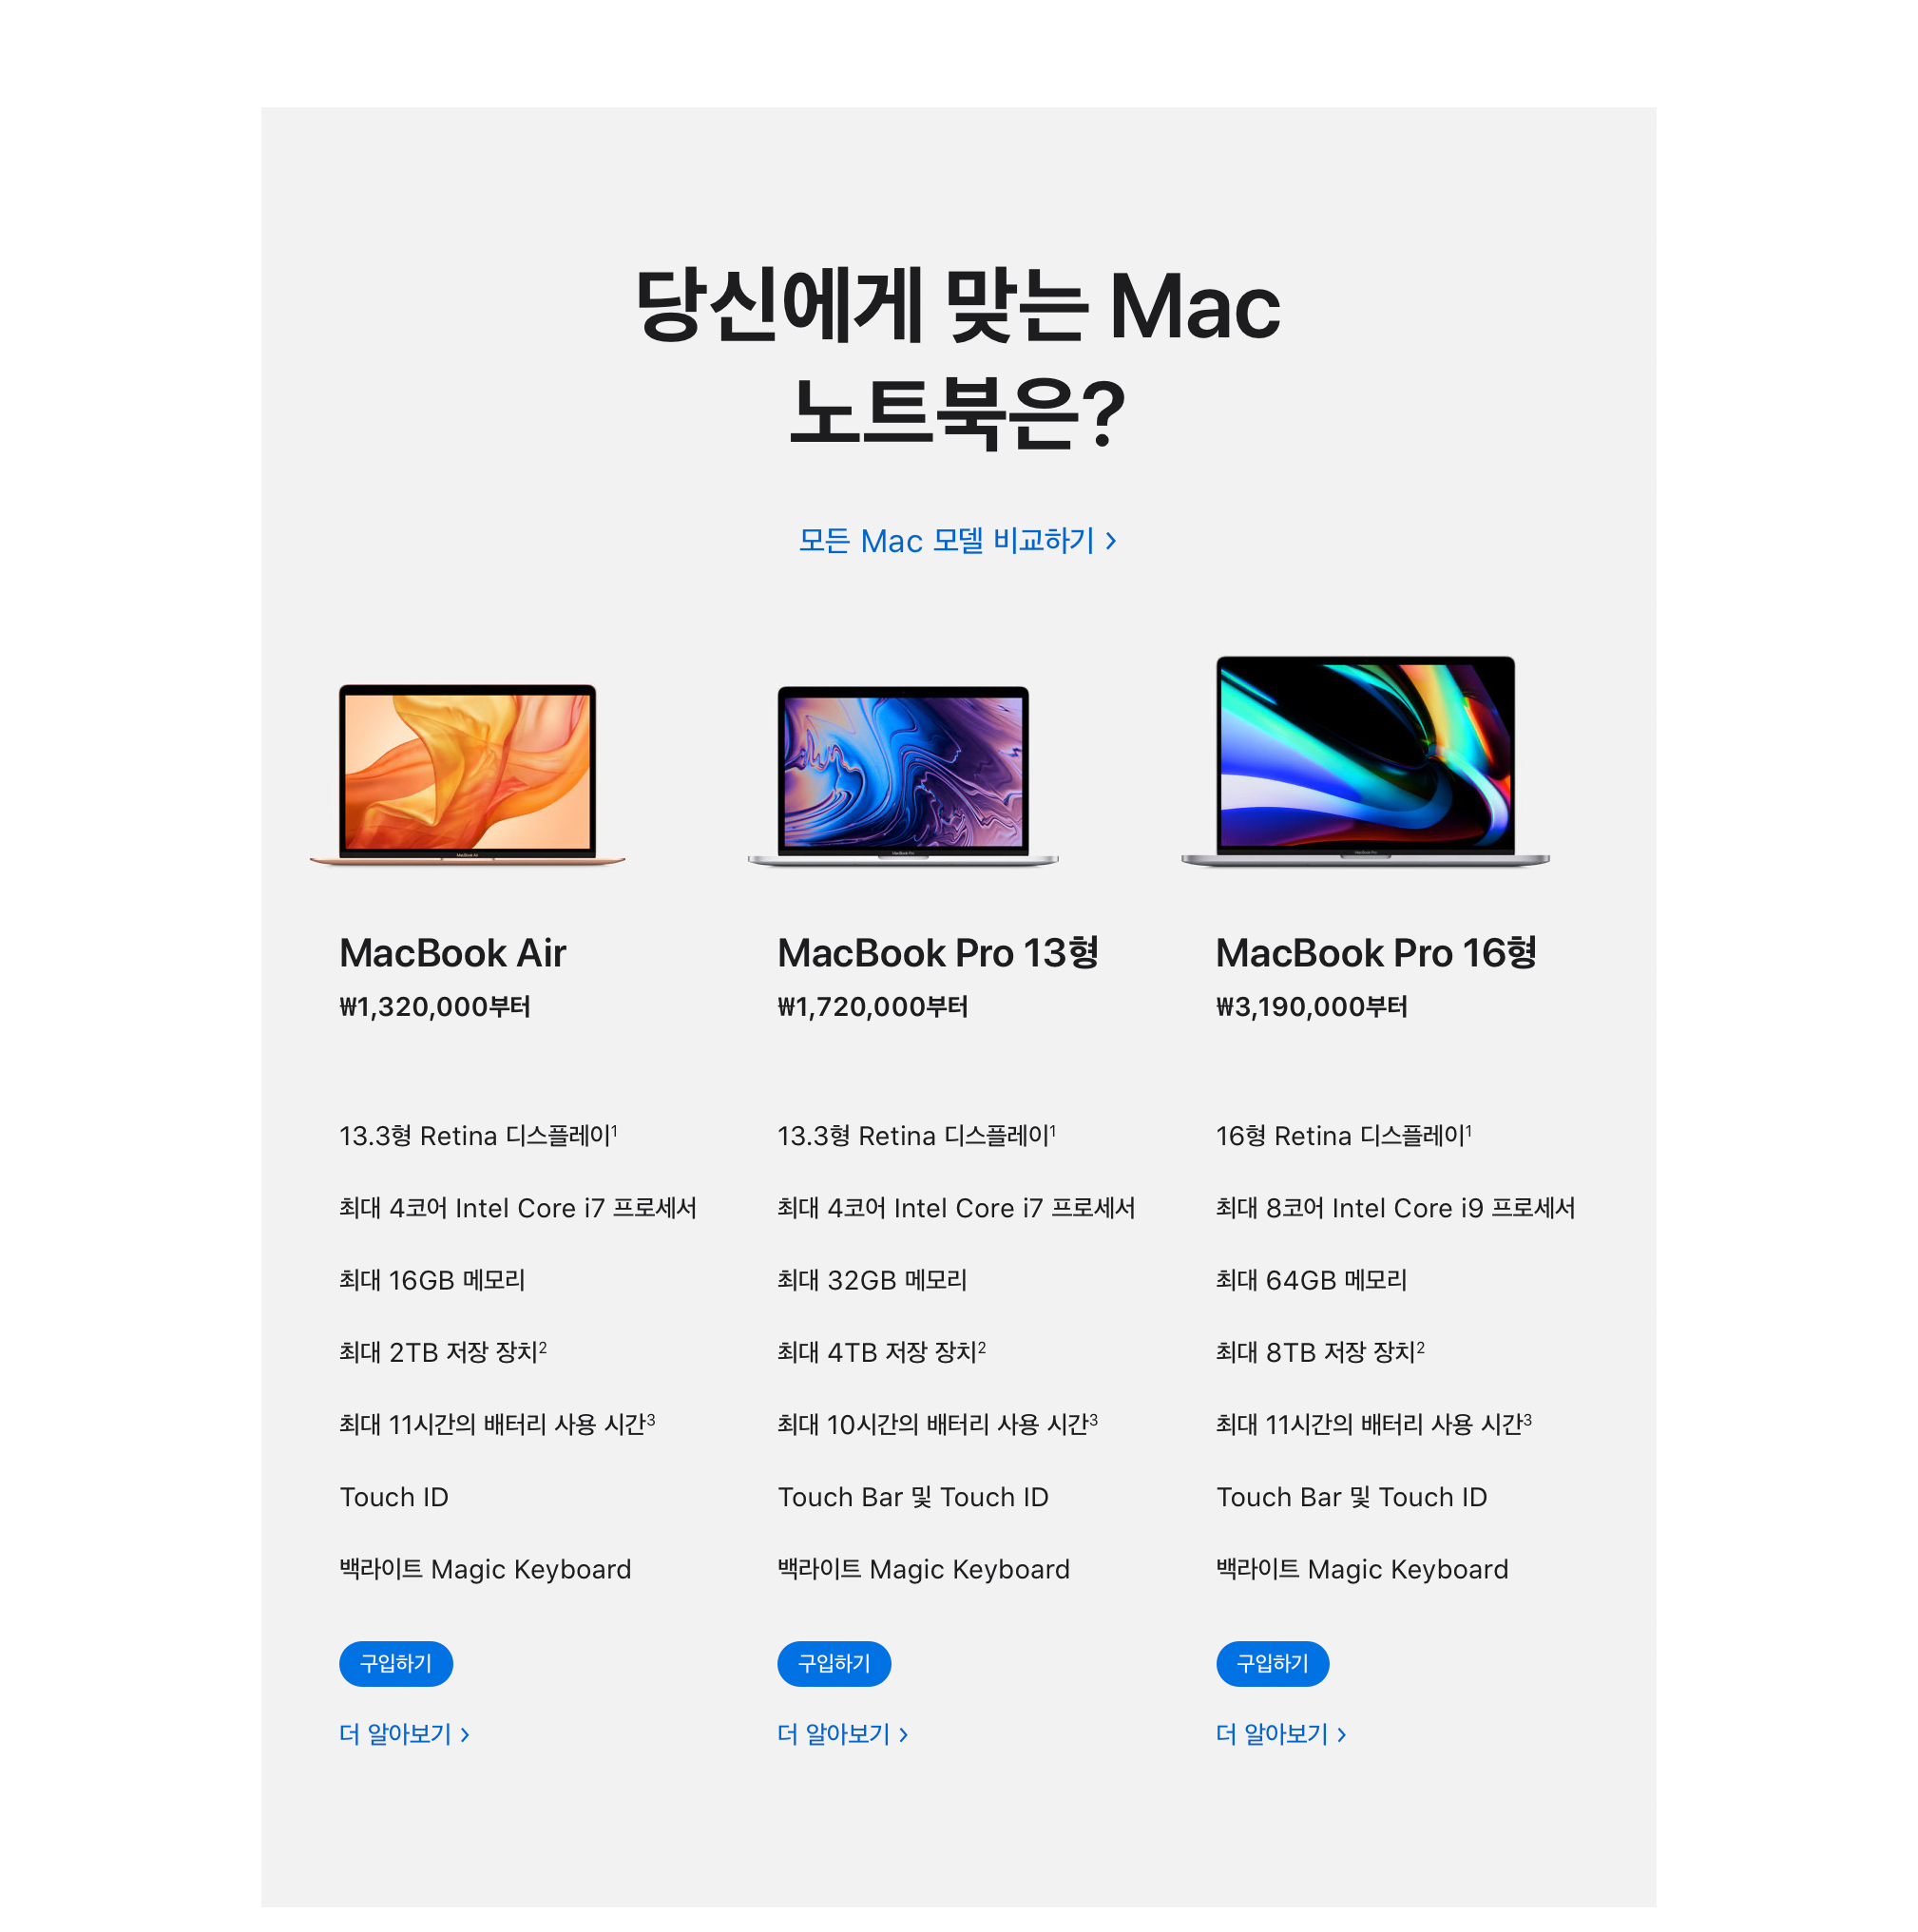 당신에게 맞는 Mac
노트북은?
모든 Mac 모델 비교하기 >
MacBook Air
₩1,320,000부터
13.3형 Retina 디스플레이¹
최대 4코어 Intel Core i7 프로세서
최대 16GB 메모리
최대 2TB 저장 장치²
최대 11시간의 배터리 사용 시간³
Touch ID
백라이트 Magic Keyboard
구입하기
더 알아보기 >
MacBook Pro 13형
₩1,720,000부터
13.3형 Retina 디스플레이¹
최대 4코어 Intel Core i7 프로세서
최대 32GB 메모리
최대 4TB 저장 장치²
최대 10시간의 배터리 사용 시간³
Touch Bar 및 Touch ID
백라이트 Magic Keyboard
구입하기
더 알아보기 >
MacBook Pro 16형
₩3,190,000부터
16형 Retina 디스플레이¹
최대 8코어 Intel Core i9 프로세서
최대 64GB 메모리
최대 8TB 저장 장치²
최대 11시간의 배터리 사용 시간³
Touch Bar 및 Touch ID
백라이트 Magic Keyboard
구입하기
더 알아보기 >